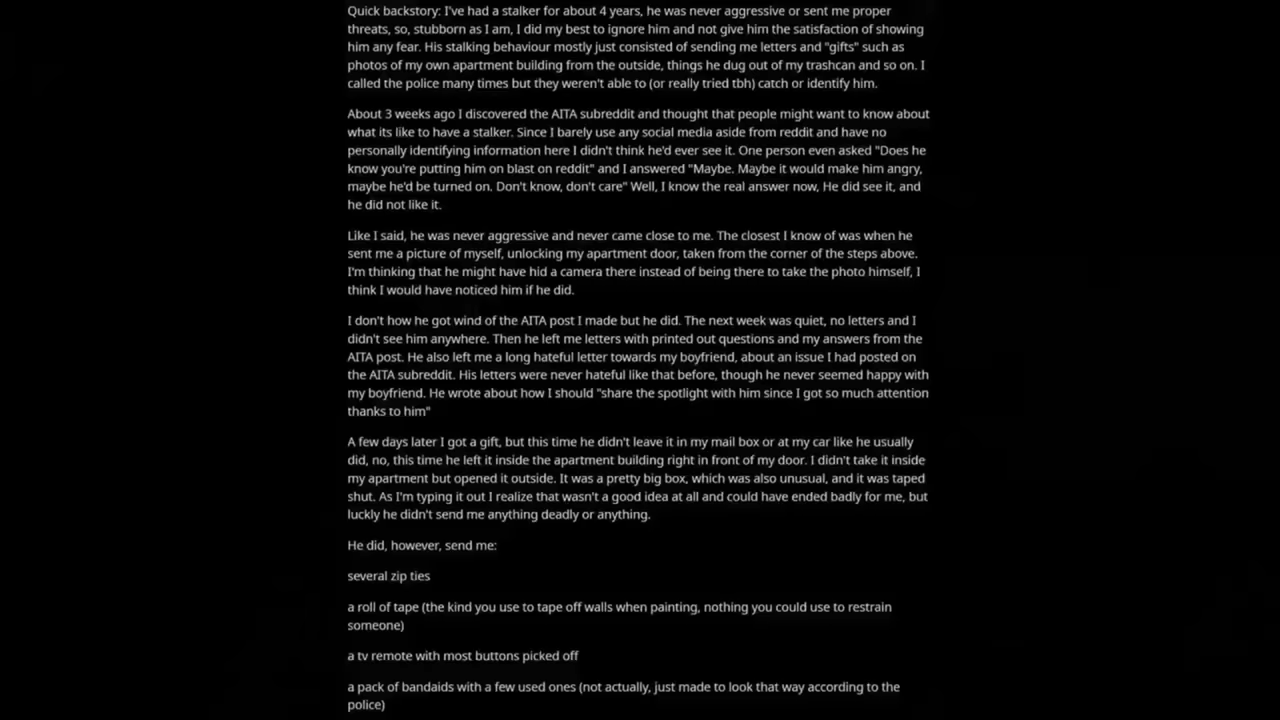 Quick backstory: I've had a stalker for about 4 years, he was never aggressive or sent me proper
threats, so, stubborn as I am, I did my best to ignore him and not give him the satisfaction of showing
him any fear. His stalking behaviour mostly just consisted of sending me letters and "gifts" such as
photos of my own apartment building from the outside, things he dug out of my trashcan and so on. I
called the police many times but they weren't able to (or really tried tbh) catch or identify him.
About 3 weeks ago I discovered the AITA subreddit and thought that people might want to know about
what its like to have a stalker. Since I barely use any social media aside from reddit and have no
personally identifying information here I didn't think he'd ever see it. One person even asked "Does he
know you're putting him on blast on reddit" and I answered "Maybe. Maybe it would make him angry,
maybe he'd be turned on. Don't know, don't care" Well, I know the real answer now, He did see it, and
he did not like it.
Like I said, he was never aggressive and never came close to me. The closest I know of was when he
sent me a picture of myself, unlocking my apartment door, taken from the corner of the steps above.
I'm thinking that he might have hid a camera there instead of being there to take the photo himself, I
think I would have noticed him if he did.
I don't how he got wind of the AITA post I made but he did. The next week was quiet, no letters and I
didn't see him anywhere. Then he left me letters with printed out questions and my answers from the
AITA post. He also left me a long hateful letter towards my boyfriend, about an issue I had posted on
the AITA subreddit. His letters were never hateful like that before, though he never seemed happy with
my boyfriend. He wrote about how I should "share the spotlight with him since I got so much attention
thanks to him"
A few days later I got a gift, but this time he didn't leave it in my mail box or at my car like he usually
did, no, this time he left it inside the apartment building right in front of my door. I didn't take it inside
my apartment but opened it outside. It was a pretty big box, which was also unusual, and it was taped
shut. As I'm typing it out I realize that wasn't a good idea at all and could have ended badly for me, but
luckly he didn't send me anything deadly or anything.
He did, however, send me:
several zip ties
a roll of tape (the kind you use to tape off walls when painting, nothing you could use to restrain
someone)
a tv remote with most buttons picked off
a pack of bandaids with a few used ones (not actually, just made to look that way according to the
police)